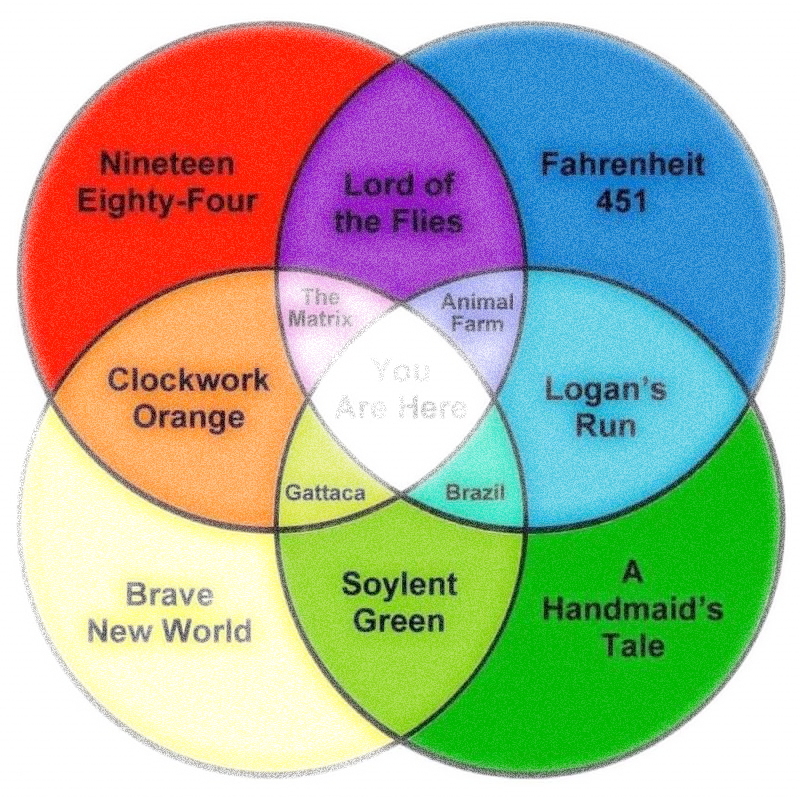 Nineteen
Eighty-Four
Lord of
the Flies
Fahrenheit
451
The
Matrix
Animal
Farm
Clockwork
Orange
You
Are Here
Logan's
Run
Gattaca
Brazil
Brave
New World
Soylent
Green
A
Handmaid's
Tale